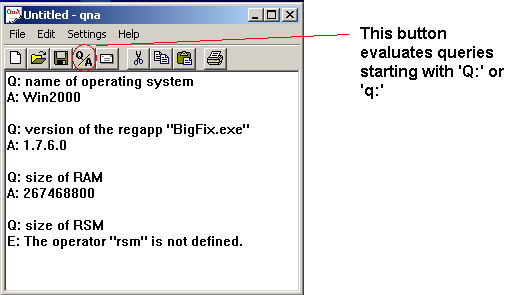 QnA Untitled - qna
File Edit Settings Help
Q/A
Q: name of operating system
A: Win2000
Q: version of the regapp "BigFix.exe"
A: 1.7.6.0
Q: size of RAM
A: 267468800
Q: size of RSM
E: The operator "rsm" is not defined.
This button
evaluates queries
starting with 'Q:' or
'q:'